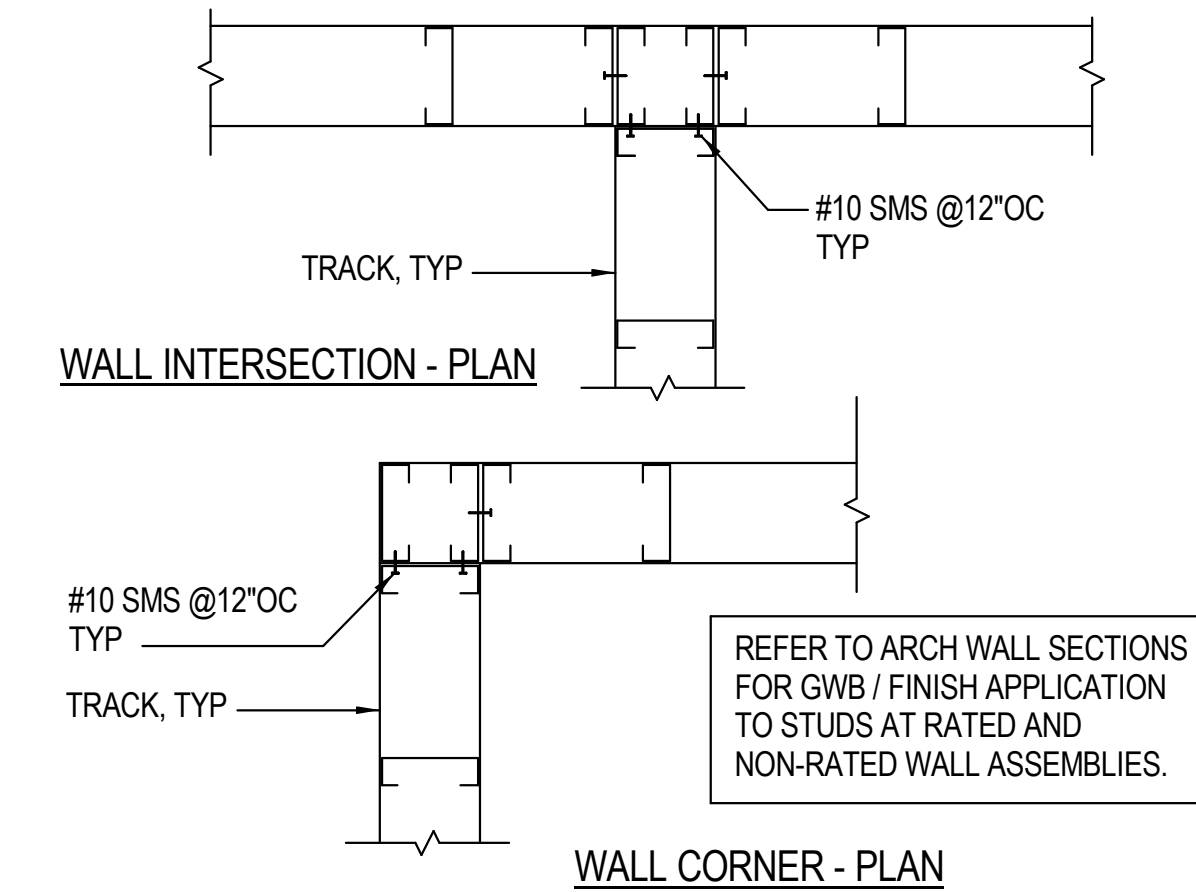 #10 SMS @12"OC
TYP
TRACK, TYP
WALL INTERSECTION - PLAN
#10 SMS @12"OC
TYP
TRACK, TYP
REFER TO ARCH WALL SECTIONS
FOR GWB / FINISH APPLICATION
TO STUDS AT RATED AND
NON-RATED WALL ASSEMBLIES.
WALL CORNER - PLAN